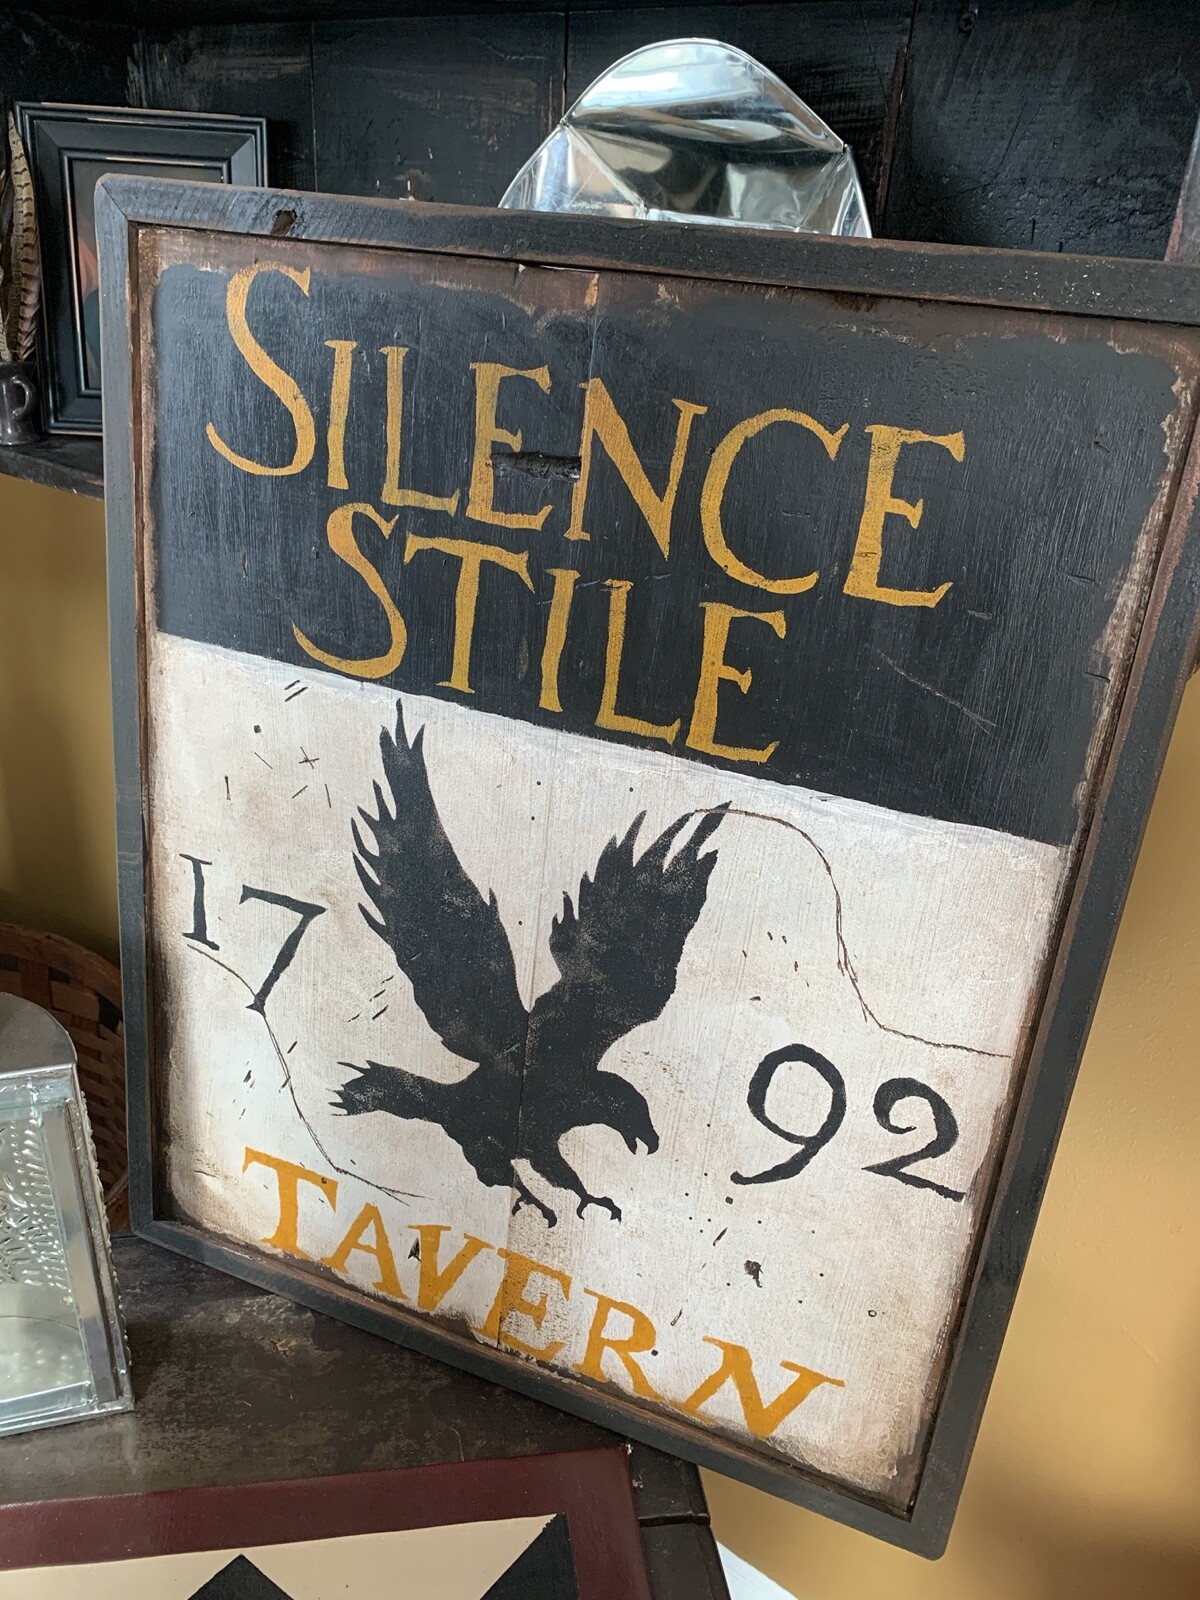 SILENCE
STILE
17 92
TAVERN